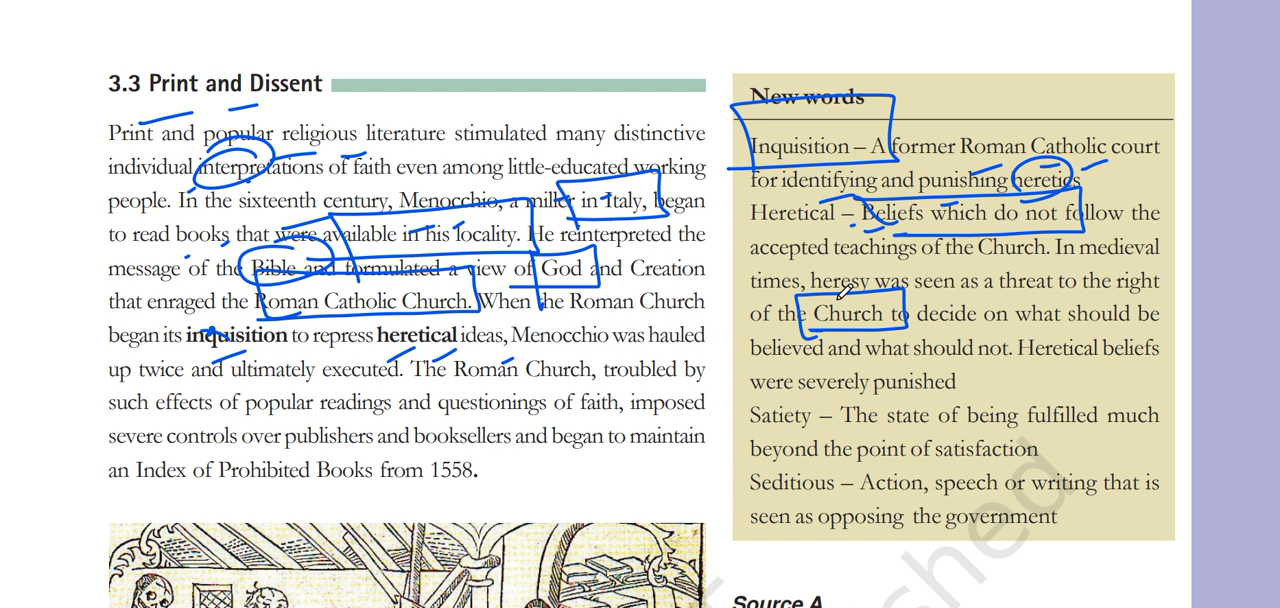 3.3 Print and Dissent
Print and popular religious literature stimulated many distinctive
individual interpretations of faith even among little-educated working
people. In the sixteenth century, Menocchio, a miller in Italy, began
to read books that were available in his locality. He reinterpreted the
message of the Bible and formulated a view of God and Creation
that enraged the Roman Catholic Church. When the Roman Church
began its inquisition to repress heretical ideas, Menocchio was hauled
up twice and ultimately executed. The Roman Church, troubled by
such effects of popular readings and questionings of faith, imposed
severe controls over publishers and booksellers and began to maintain
an Index of Prohibited Books from 1558.
New words
Inquisition – A former Roman Catholic court
for identifying and punishing heretics
Heretical – Beliefs which do not follow the
accepted teachings of the Church. In medieval
times, heresy was seen as a threat to the right
of the Church to decide on what should be
believed and what should not. Heretical beliefs
were severely punished
Satiety – The state of being fulfilled much
beyond the point of satisfaction
Seditious – Action, speech or writing that is
seen as opposing the government
Source A